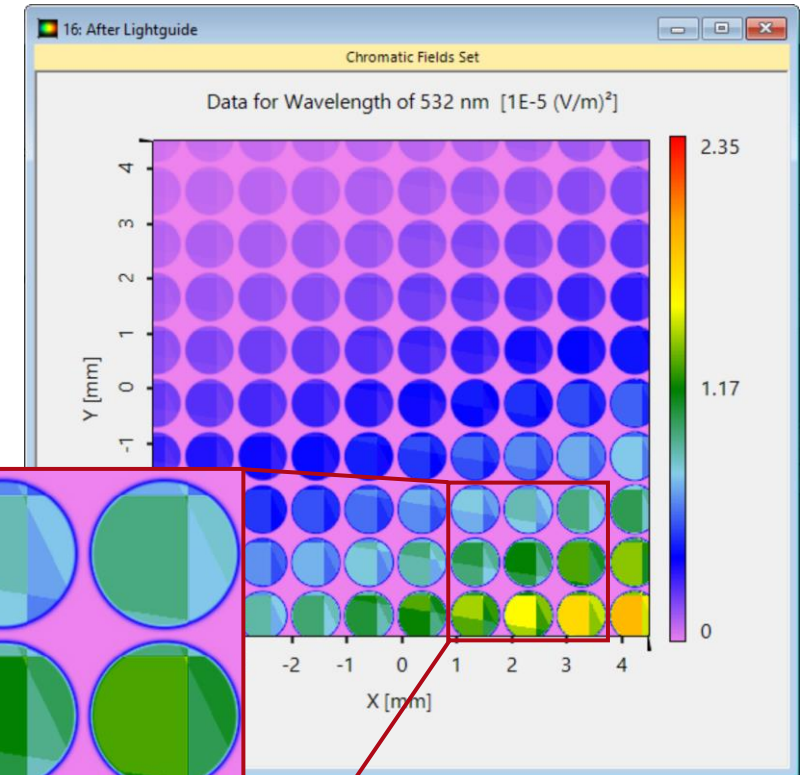 16: After Lightguide
Chromatic Fields Set
Data for Wavelength of 532 nm [1E-5 (V/m)²]
2.35
4
3
2
1
1.17
0
Y [mm]
-1
0
-2 -1 0 1 2 3 4
X [mm]